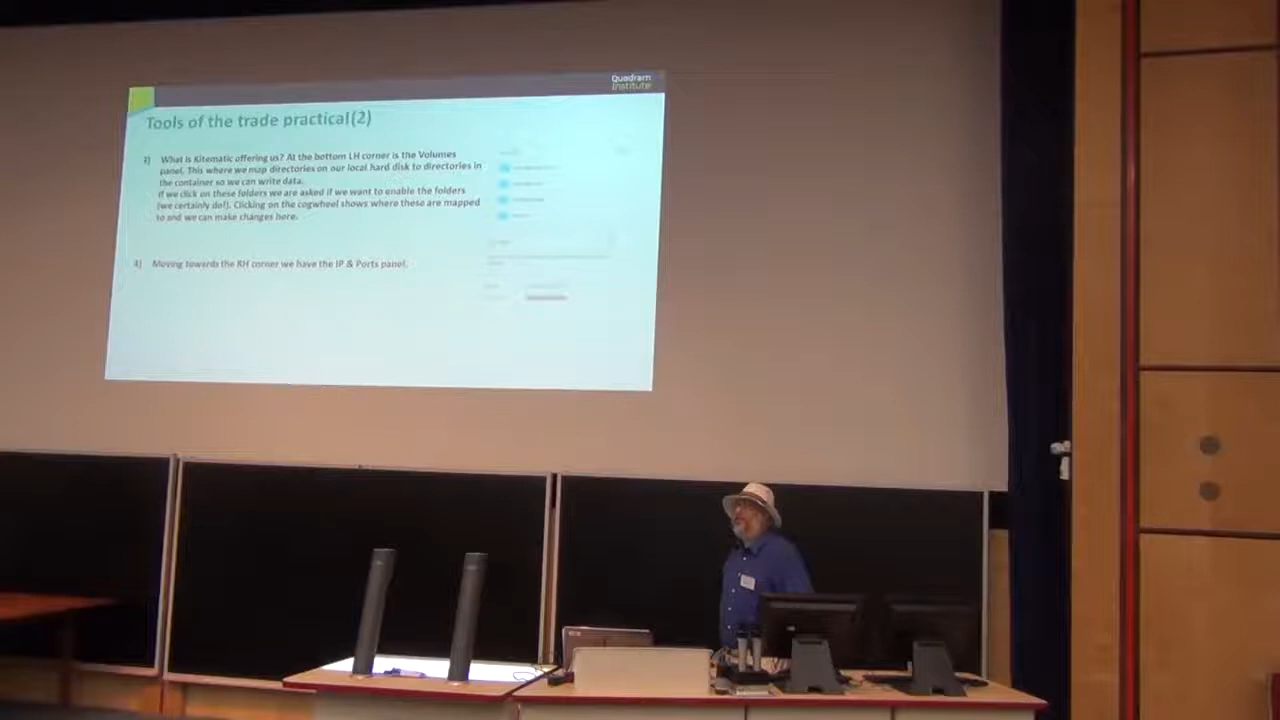 Quadram
Institute
Tools of the trade practical(2)
3) What is Kitematic offering us? At the bottom LH corner is the Volumes
panel. This where we map directories on our local hard disk to directories in
the container so we can write data.
If we click on these folders we are asked if we want to enable the folders
(we certainly do!). Clicking on the cogwheel shows where these are mapped
to and we can make changes here.
4) Moving towards the RH corner we have the IP & Ports panel.